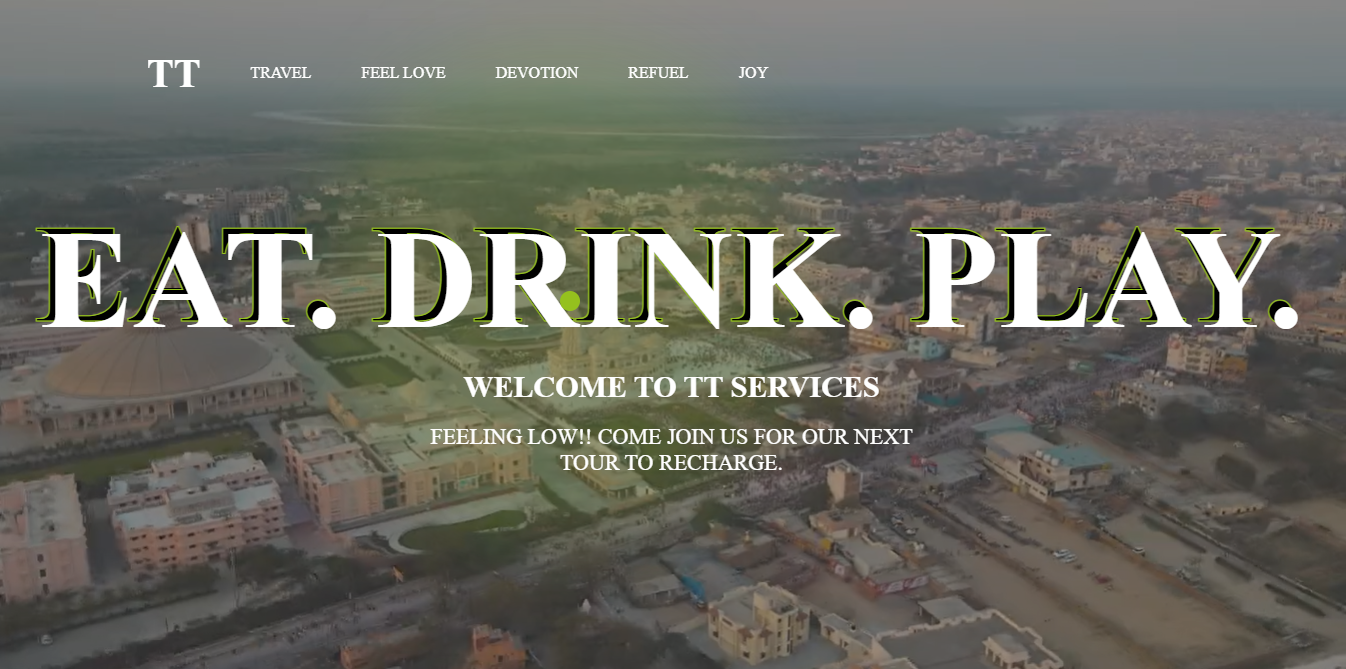 TT TRAVEL FEEL LOVE DEVOTION REFUEL JOY
EAT. DRINK. PLAY.
WELCOME TO TT SERVICES
FEELING LOW!! COME JOIN US FOR OUR NEXT
TOUR TO RECHARGE.